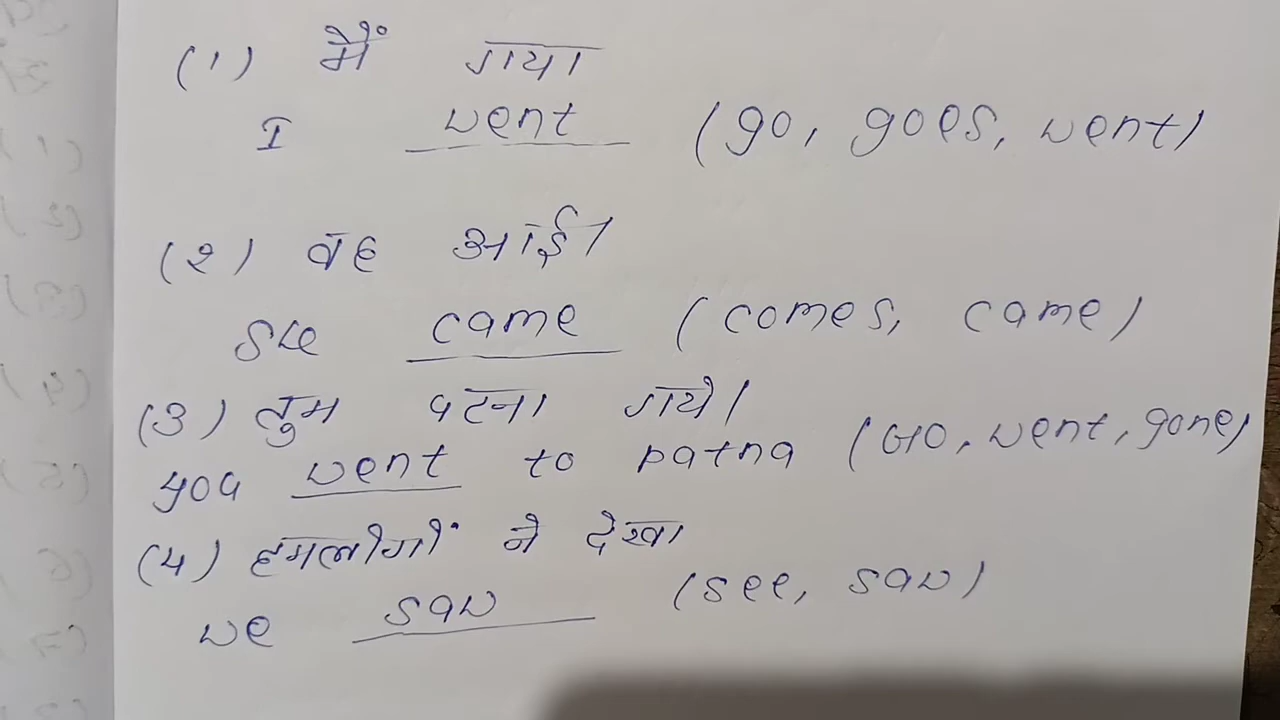 (1) मैं गया
I went (go, goes, went)
(२) वह आई।
She came (comes, came)
(3) तुम पटना गये।
you went to patna (go, went, gone)
(4) हमलोगों ने देखा
we saw (see, saw)